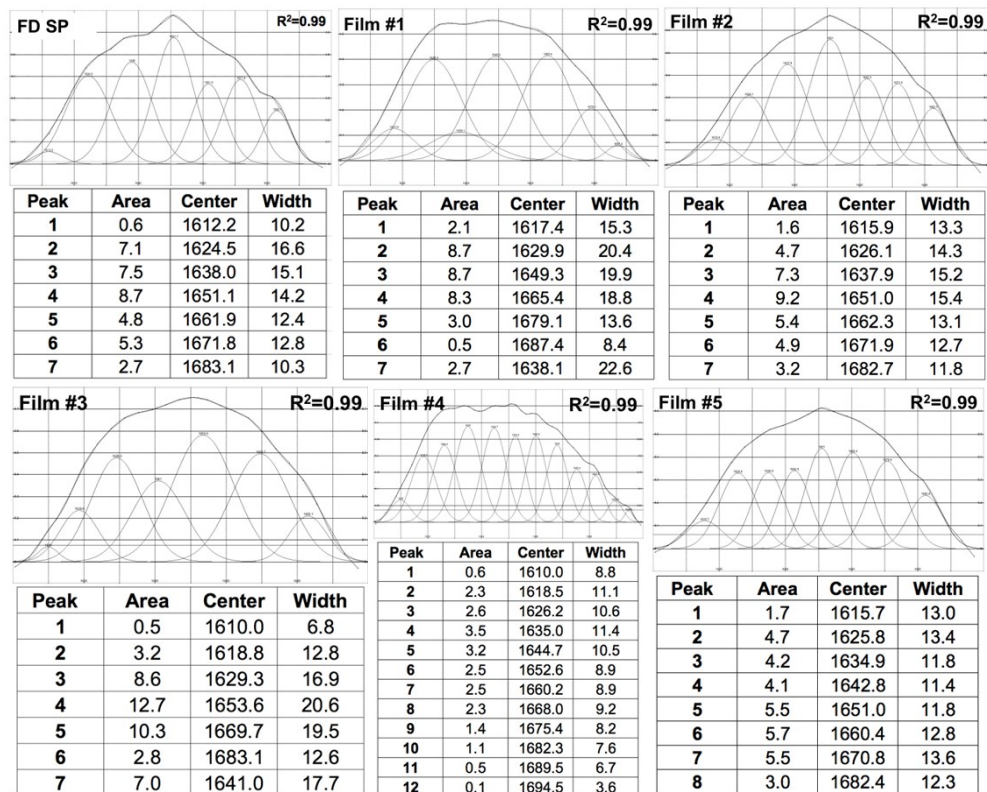 FD SP
R²=0.99
Peak Area Center Width
1 0.6 1612.2 10.2
2 7.1 1624.5 16.6
3 7.5 1638.0 15.1
4 8.7 1651.1 14.2
5 4.8 1661.9 12.4
6 5.3 1671.8 12.8
7 2.7 1683.1 10.3
Film #1
R²=0.99
Peak Area Center Width
1 2.1 1617.4 15.3
2 8.7 1629.9 20.4
3 8.7 1649.3 19.9
4 8.3 1665.4 18.8
5 3.0 1679.1 13.6
6 0.5 1687.4 8.4
7 2.7 1638.1 22.6
Film #2
R²=0.99
Peak Area Center Width
1 1.6 1615.9 13.3
2 4.7 1626.1 14.3
3 7.3 1637.9 15.2
4 9.2 1651.0 15.4
5 5.4 1662.3 13.1
6 4.9 1671.9 12.7
7 3.2 1682.7 11.8
Film #3
R²=0.99
Peak Area Center Width
1 0.5 1610.0 6.8
2 3.2 1618.8 12.8
3 8.6 1629.3 16.9
4 12.7 1653.6 20.6
5 10.3 1669.7 19.5
6 2.8 1683.1 12.6
7 7.0 1641.0 17.7
Film #4
R²=0.99
Peak Area Center Width
1 0.6 1610.0 8.8
2 2.3 1618.5 11.1
3 2.6 1626.2 10.6
4 3.5 1635.0 11.4
5 3.2 1644.7 10.5
6 2.5 1652.6 8.9
7 2.5 1660.2 8.9
8 2.3 1668.0 9.2
9 1.4 1675.4 8.2
10 1.1 1682.3 7.6
11 0.5 1689.5 6.7
12 0.1 1694.5 3.6
Film #5
R²=0.99
Peak Area Center Width
1 1.7 1615.7 13.0
2 4.7 1625.8 13.4
3 4.2 1634.9 11.8
4 4.1 1642.8 11.4
5 5.5 1651.0 11.8
6 5.7 1660.4 12.8
7 5.5 1670.8 13.6
8 3.0 1682.4 12.3